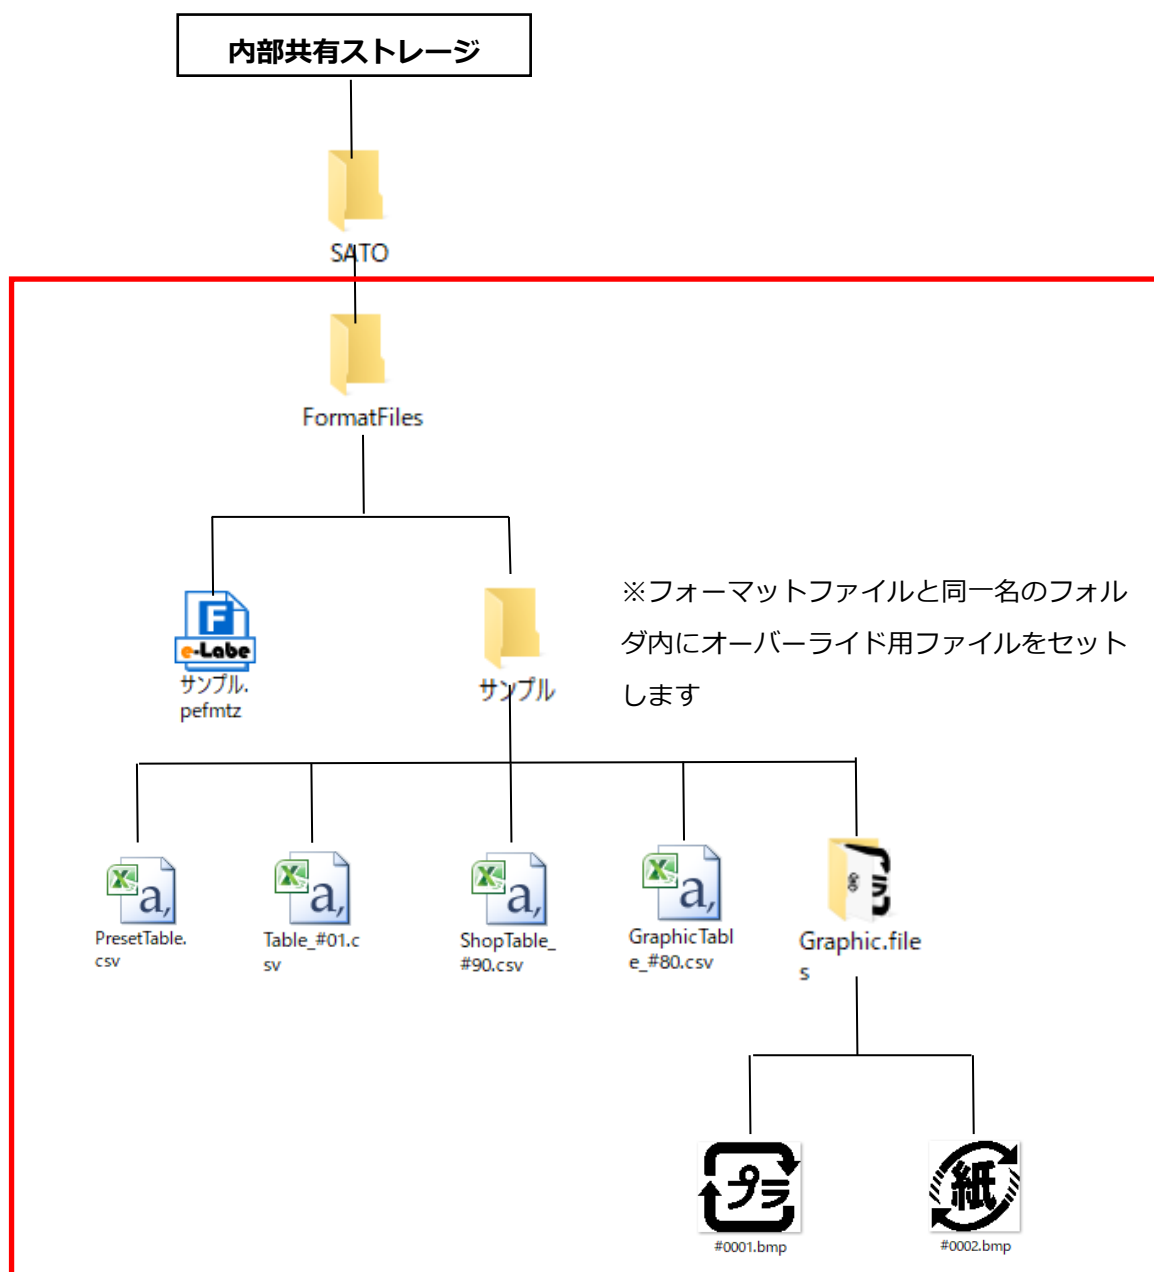 内部共有ストレージ
SATO
FormatFiles
F
e-Labe
サンプル.
pefmtz
サンプル
※フォーマットファイルと同一名のフォル
ダ内にオーバーライド用ファイルをセット
します
X
a,
PresetTable.
csv
X
a,
Table_#01.c
sv
X
a,
ShopTable_
#90.csv
X
a,
GraphicTabl
e_#80.csv
Graphic.file
s
プラ
#0001.bmp
紙
#0002.bmp